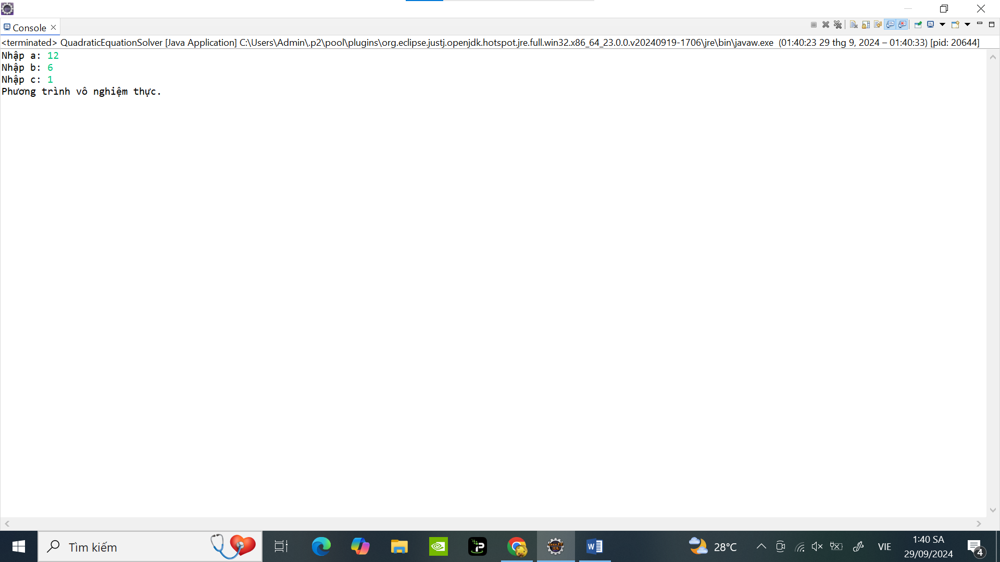 Console
<terminated> QuadraticEquationSolver [Java Application] C:\Users\Admin\.p2\pool\plugins\org.eclipse.justj.openjdk.hotspot.jre.full.win32.x86_64_23.0.0.v20240919-1706\jre\bin\javaw.exe (01:40:23 29 thg 9, 2024 – 01:40:33) [pid: 20644]
Nhập a: 12
Nhập b: 6
Nhập c: 1
Phương trình vô nghiệm thực.
Tìm kiếm
28°C
VIE
1:40 SA
29/09/2024
4